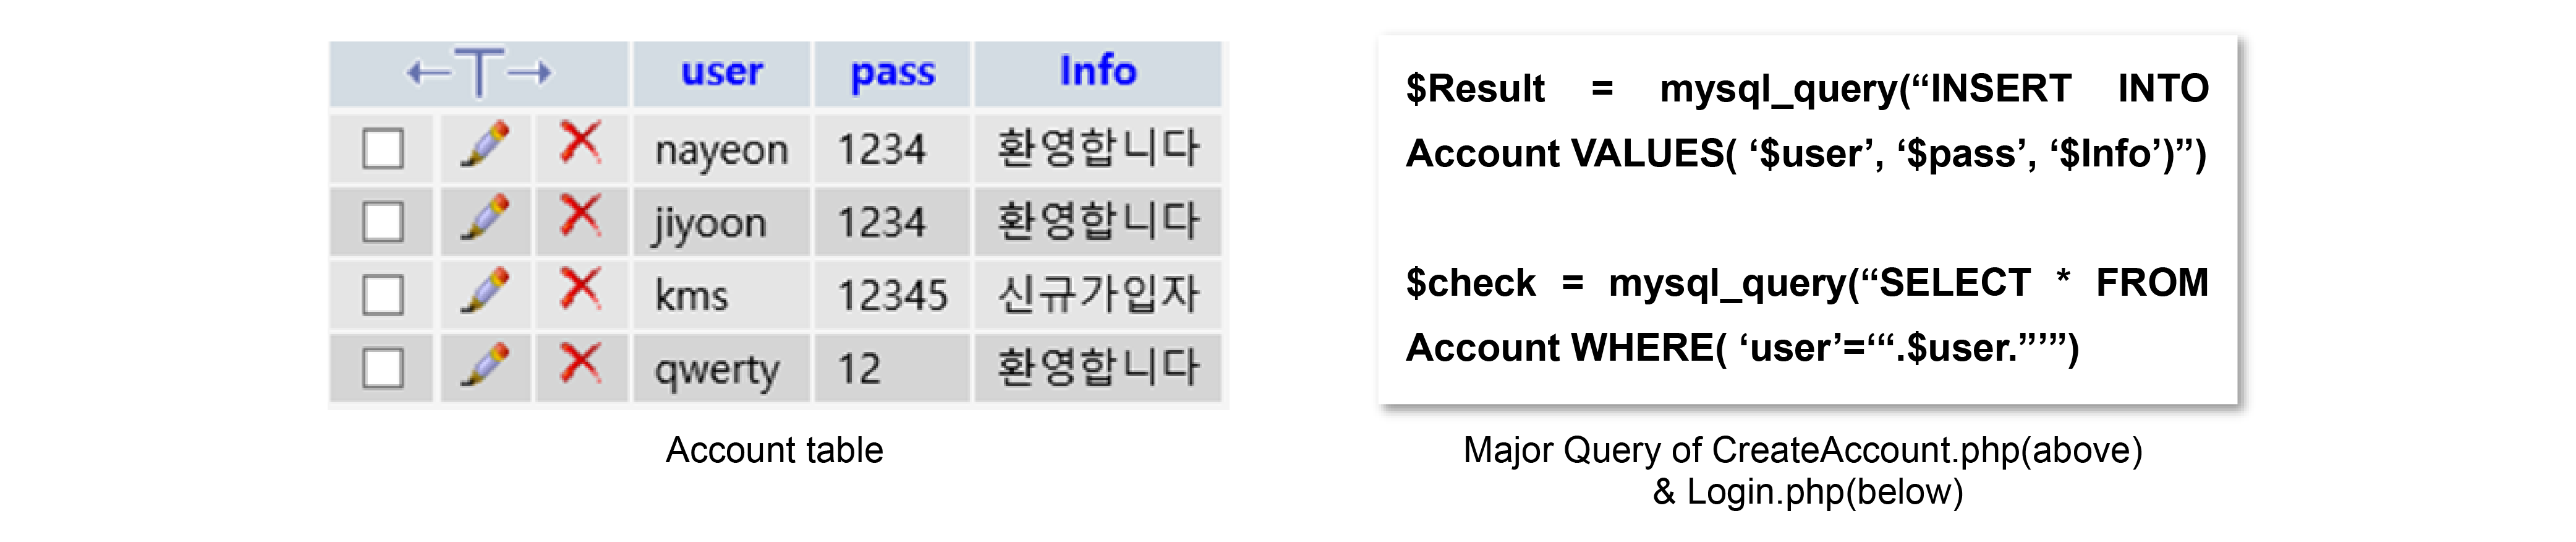 ←T→ user pass Info
nayeon 1234 환영합니다
jiyoon 1234 환영합니다
kms 12345 신규가입자
qwerty 12 환영합니다
Account table
$Result = mysql_query(“INSERT INTO
Account VALUES( ‘$user’, ‘$pass’, ‘$Info’)”)
$check = mysql_query(“SELECT * FROM
Account WHERE( ‘user’=‘“.$user.”’”)
Major Query of CreateAccount.php(above)
& Login.php(below)